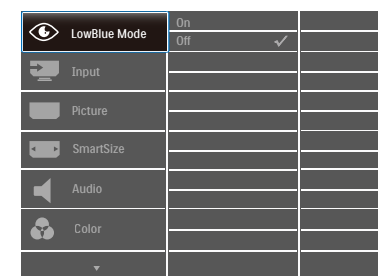 LowBlue Mode
On
Off
Input
Picture
SmartSize
Audio
Color